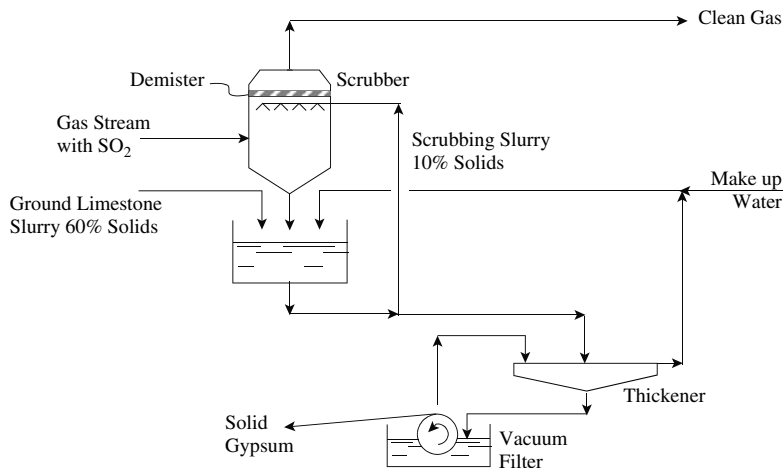 Clean Gas
Demister
Scrubber
Gas Stream
with SO₂
Scrubbing Slurry
10% Solids
Make up
Water
Ground Limestone
Slurry 60% Solids
Thickener
Solid
Gypsum
Vacuum
Filter